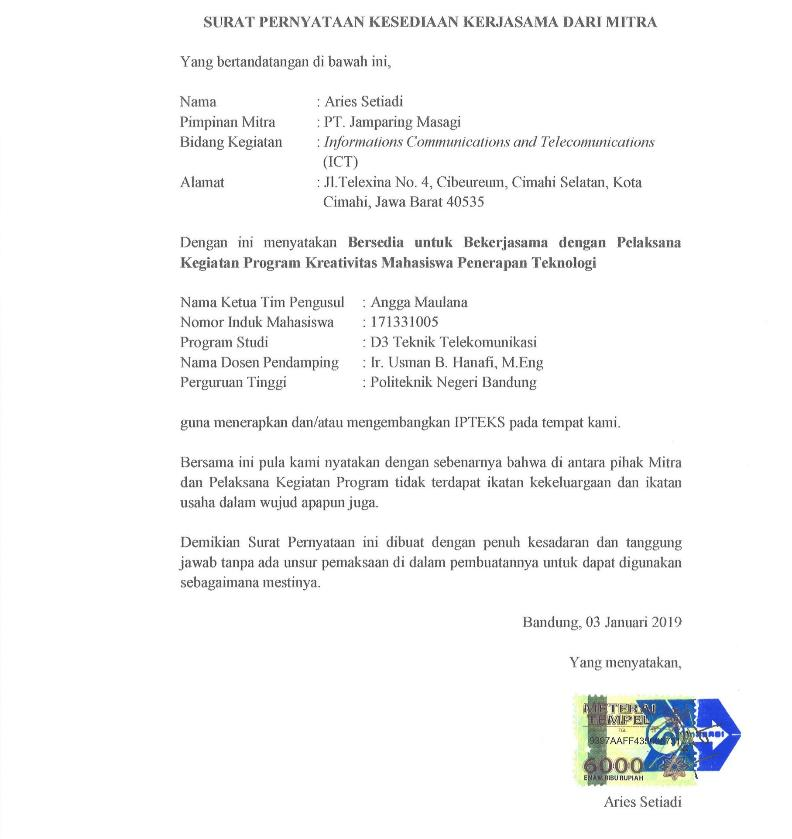 SURAT PERNYATAAN KESEDIAAN KERJASAMA DARI MITRA
Yang bertandatangan di bawah ini,
Nama : Aries Setiadi
Pimpinan Mitra : PT. Jamparing Masagi
Bidang Kegiatan : Informations Communications and Telecomunications
(ICT)
Alamat : Jl.Telexina No. 4, Cibeureum, Cimahi Selatan, Kota
Cimahi, Jawa Barat 40535
Dengan ini menyatakan Bersedia untuk Bekerjasama dengan Pelaksana
Kegiatan Program Kreativitas Mahasiswa Penerapan Teknologi
Nama Ketua Tim Pengusul : Angga Maulana
Nomor Induk Mahasiswa : 171331005
Program Studi : D3 Teknik Telekomunikasi
Nama Dosen Pendamping : Ir. Usman B. Hanafi, M.Eng
Perguruan Tinggi : Politeknik Negeri Bandung
guna menerapkan dan/atau mengembangkan IPTEKS pada tempat kami.
Bersama ini pula kami nyatakan dengan sebenarnya bahwa di antara pihak Mitra
dan Pelaksana Kegiatan Program tidak terdapat ikatan kekeluargaan dan ikatan
usaha dalam wujud apapun juga.
Demikian Surat Pernyataan ini dibuat dengan penuh kesadaran dan tanggung
jawab tanpa ada unsur pemaksaan di dalam pembuatannya untuk dapat digunakan
sebagaimana mestinya.
Bandung, 03 Januari 2019
Yang menyatakan,
METERAI
TEMPEL
6000
ENAM RIBU RUPIAH
Aries Setiadi